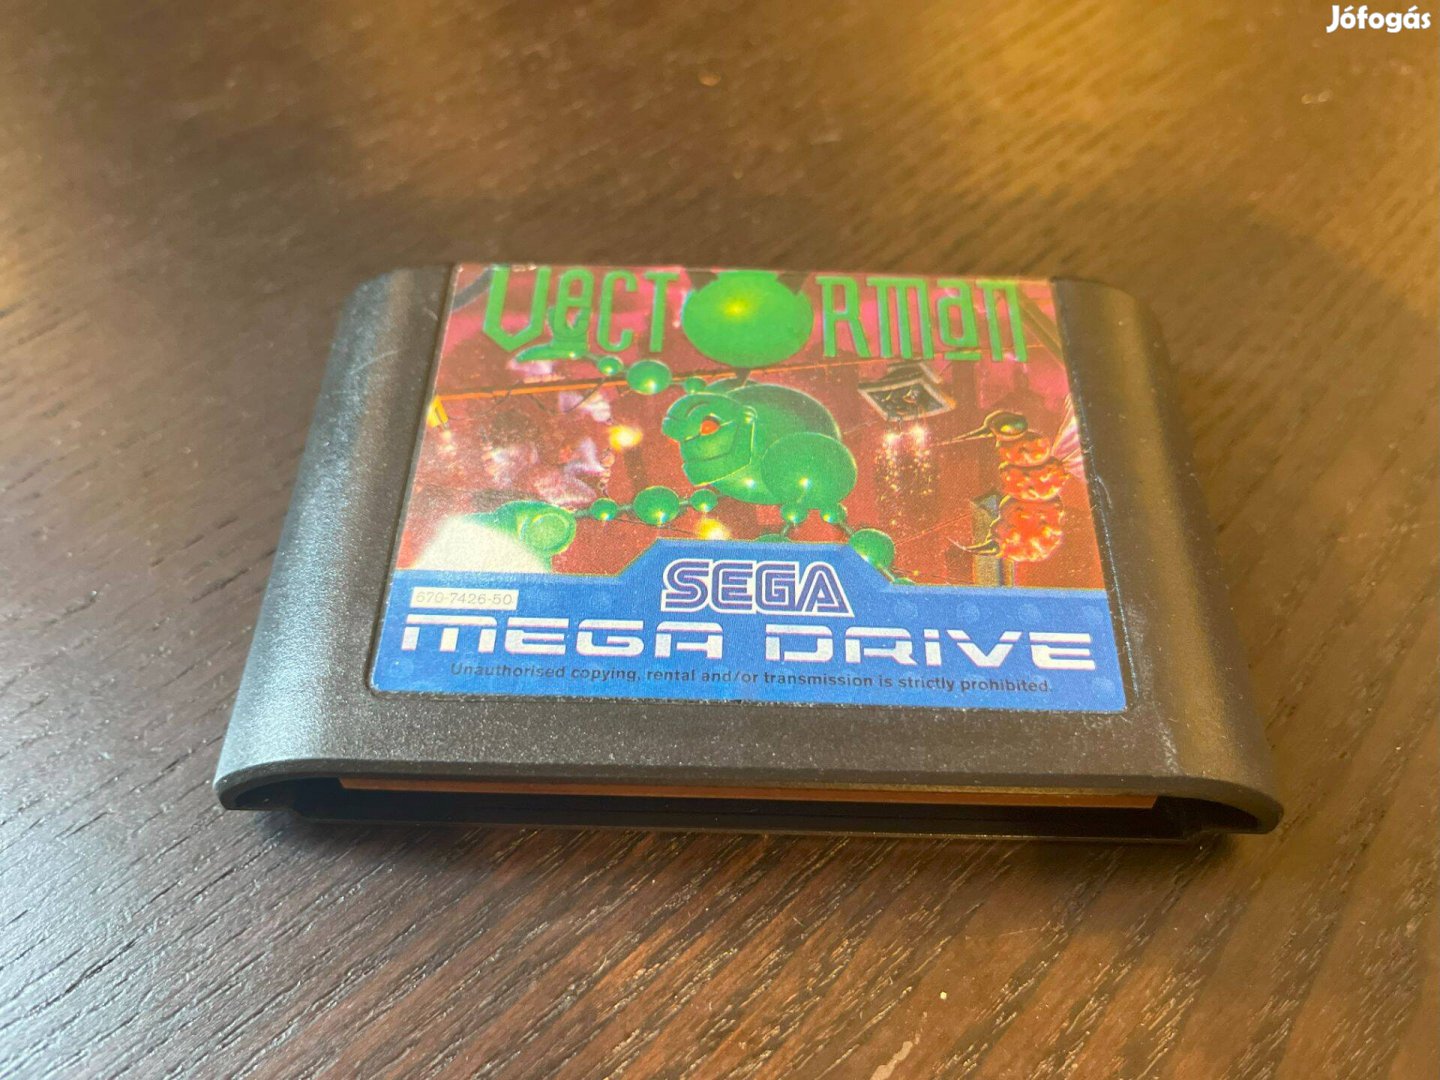 Jófogás
VECTORMAN
SEGA
670-7426-50
MEGA DRIVE
Unauthorised copying, rental and/or transmission is strictly prohibited.